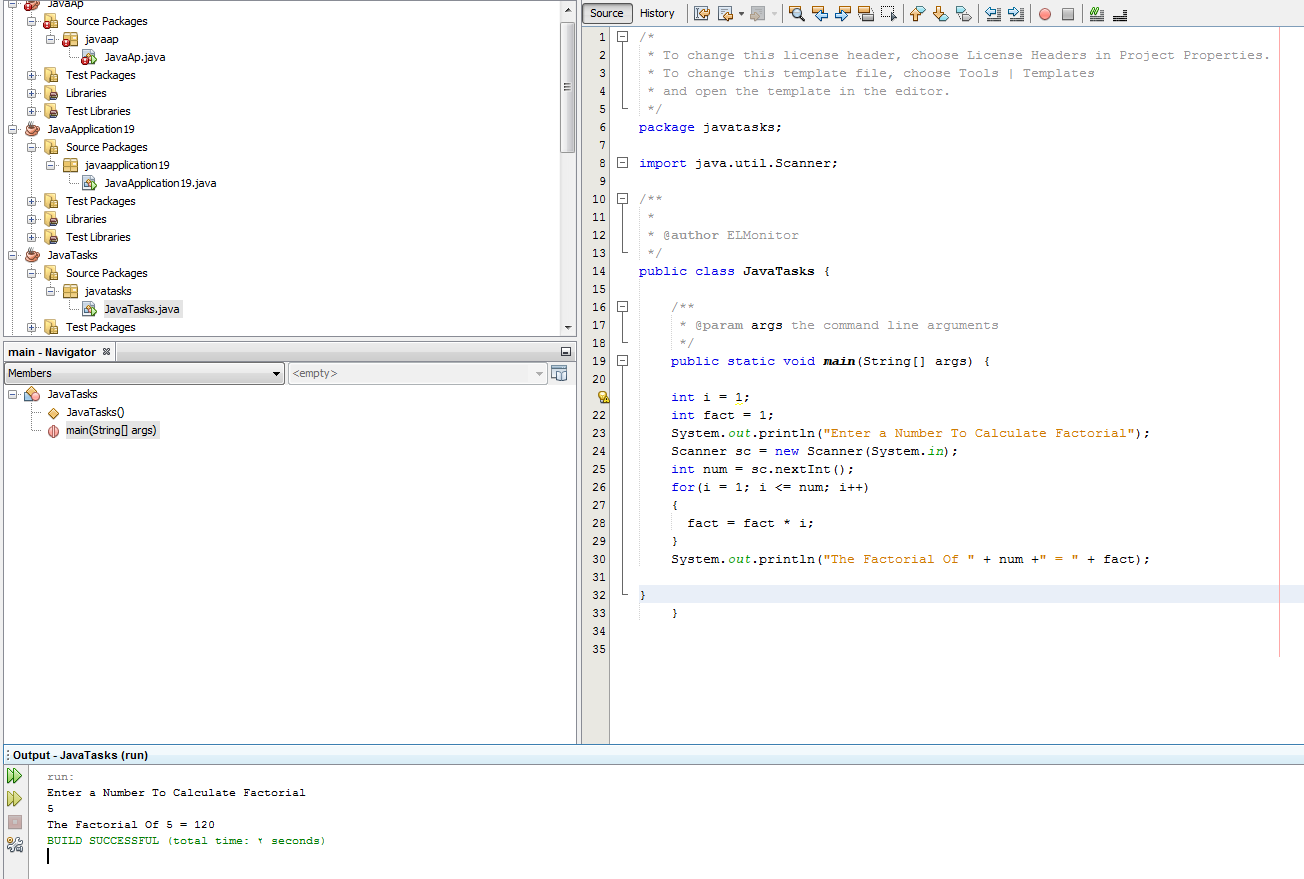 JavaAp
Source Packages
javaap
JavaAp.java
Test Packages
Libraries
Test Libraries
JavaApplication19
Source Packages
javaapplication19
JavaApplication19.java
Test Packages
Libraries
Test Libraries
JavaTasks
Source Packages
javatasks
JavaTasks.java
Test Packages
main - Navigator
Members
<empty>
JavaTasks
JavaTasks()
main(String[] args)
Source History
1 /*
2 * To change this license header, choose License Headers in Project Properties.
3 * To change this template file, choose Tools | Templates
4 * and open the template in the editor.
5 */
6 package javatasks;
7
8 import java.util.Scanner;
9
10 /**
11 *
12 * @author ELMonitor
13 */
14 public class JavaTasks {
15
16 /**
17 * @param args the command line arguments
18 */
19 public static void main(String[] args) {
20
int i = 1;
22 int fact = 1;
23 System.out.println("Enter a Number To Calculate Factorial");
24 Scanner sc = new Scanner(System.in);
25 int num = sc.nextInt();
26 for(i = 1; i <= num; i++)
27 {
28 fact = fact * i;
29 }
30 System.out.println("The Factorial Of " + num +" = " + fact);
31
32 }
33 }
34
35
Output - JavaTasks (run)
run:
Enter a Number To Calculate Factorial
5
The Factorial Of 5 = 120
BUILD SUCCESSFUL (total time: ٢ seconds)